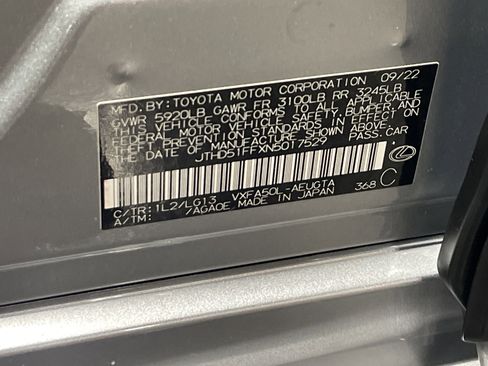 MFD. BY: TOYOTA MOTOR CORPORATION 09/22
GVWR 5920LB GAWR FR 3100LB RR 3245LB
THIS VEHICLE CONFORMS TO ALL APPLICABLE
FEDERAL MOTOR VEHICLE SAFETY, BUMPER, AND
THEFT PREVENTION STANDARDS IN EFFECT ON
THE DATE OF MANUFACTURE SHOWN ABOVE.
JTHD51FFXN5017529 PASS.CAR
C/TR: 1L2/LG13 VXFA50L-AEUGTA 368 C
A/TM: /AGA0E MADE IN JAPAN